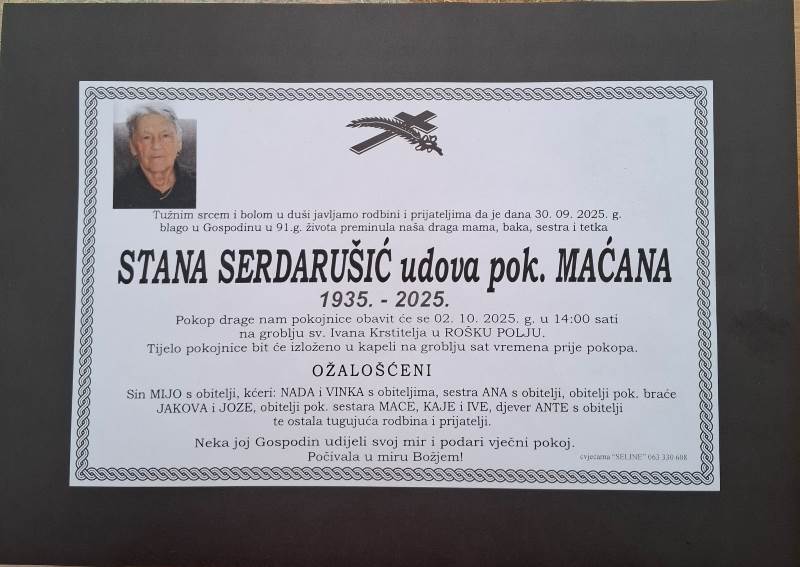 Tužnim srcem i bolom u duši javljamo rodbini i prijateljima da je dana 30. 09. 2025. g.
blago u Gospodinu u 91.g. života preminula naša draga mama, baka, sestra i tetka
STANA SERDARUŠIĆ udova pok. MAĆANA
1935. - 2025.
Pokop drage nam pokojnice obavit će se 02. 10. 2025. g. u 14:00 sati
na groblju sv. Ivana Krstitelja u ROŠKU POLJU.
Tijelo pokojnice bit će izloženo u kapeli na groblju sat vremena prije pokopa.
OŽALOŠĆENI
Sin MIJO s obitelji, kćeri: NADA i VINKA s obiteljima, sestra ANA s obitelji, obitelji pok. braće
JAKOVA i JOZE, obitelji pok. sestara MACE, KAJE i IVE, djever ANTE s obitelji
te ostala tugujuća rodbina i prijatelji.
Neka joj Gospodin udijeli svoj mir i podari vječni pokoj.
Počivala u miru Božjem!
cvjećarna "SELINE" 063 330 608